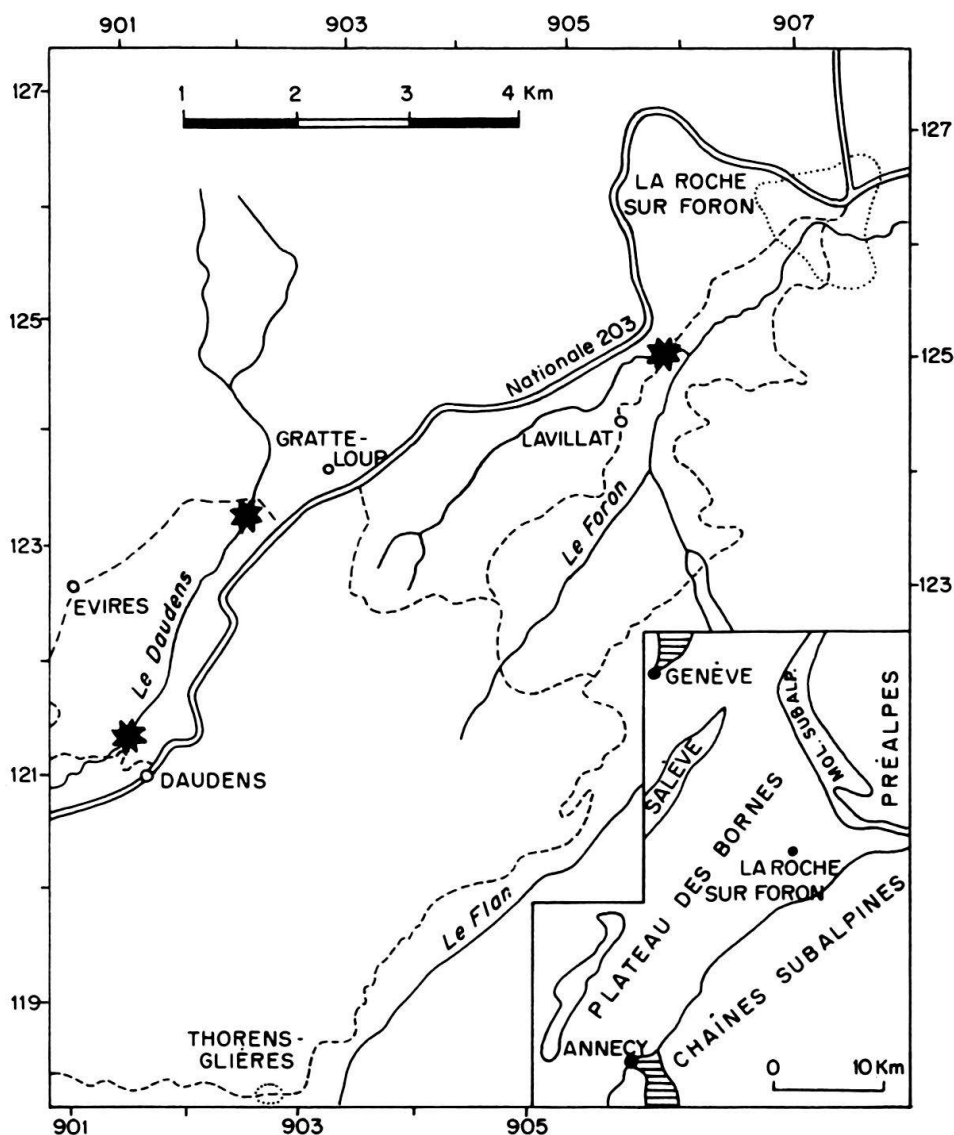 901 903 905 907
127
1 2 3 4 Km
127
LA ROCHE
SUR FORON
125
Nationale 203
125
GRATTE-
LOUP
LAVILLAT
Le Foron
123
EVIRES
Le Daudens
123
GENÈVE
MOL. SUBALP.
PRÉALPES
SALÈVE
121
DAUDENS
PLATEAU DES BORNES
LA ROCHE
SUR FORON
CHAÎNES SUBALPINES
Le Flan
119
THORENS-
GLIÈRES
ANNECY
0 10 Km
901 903 905